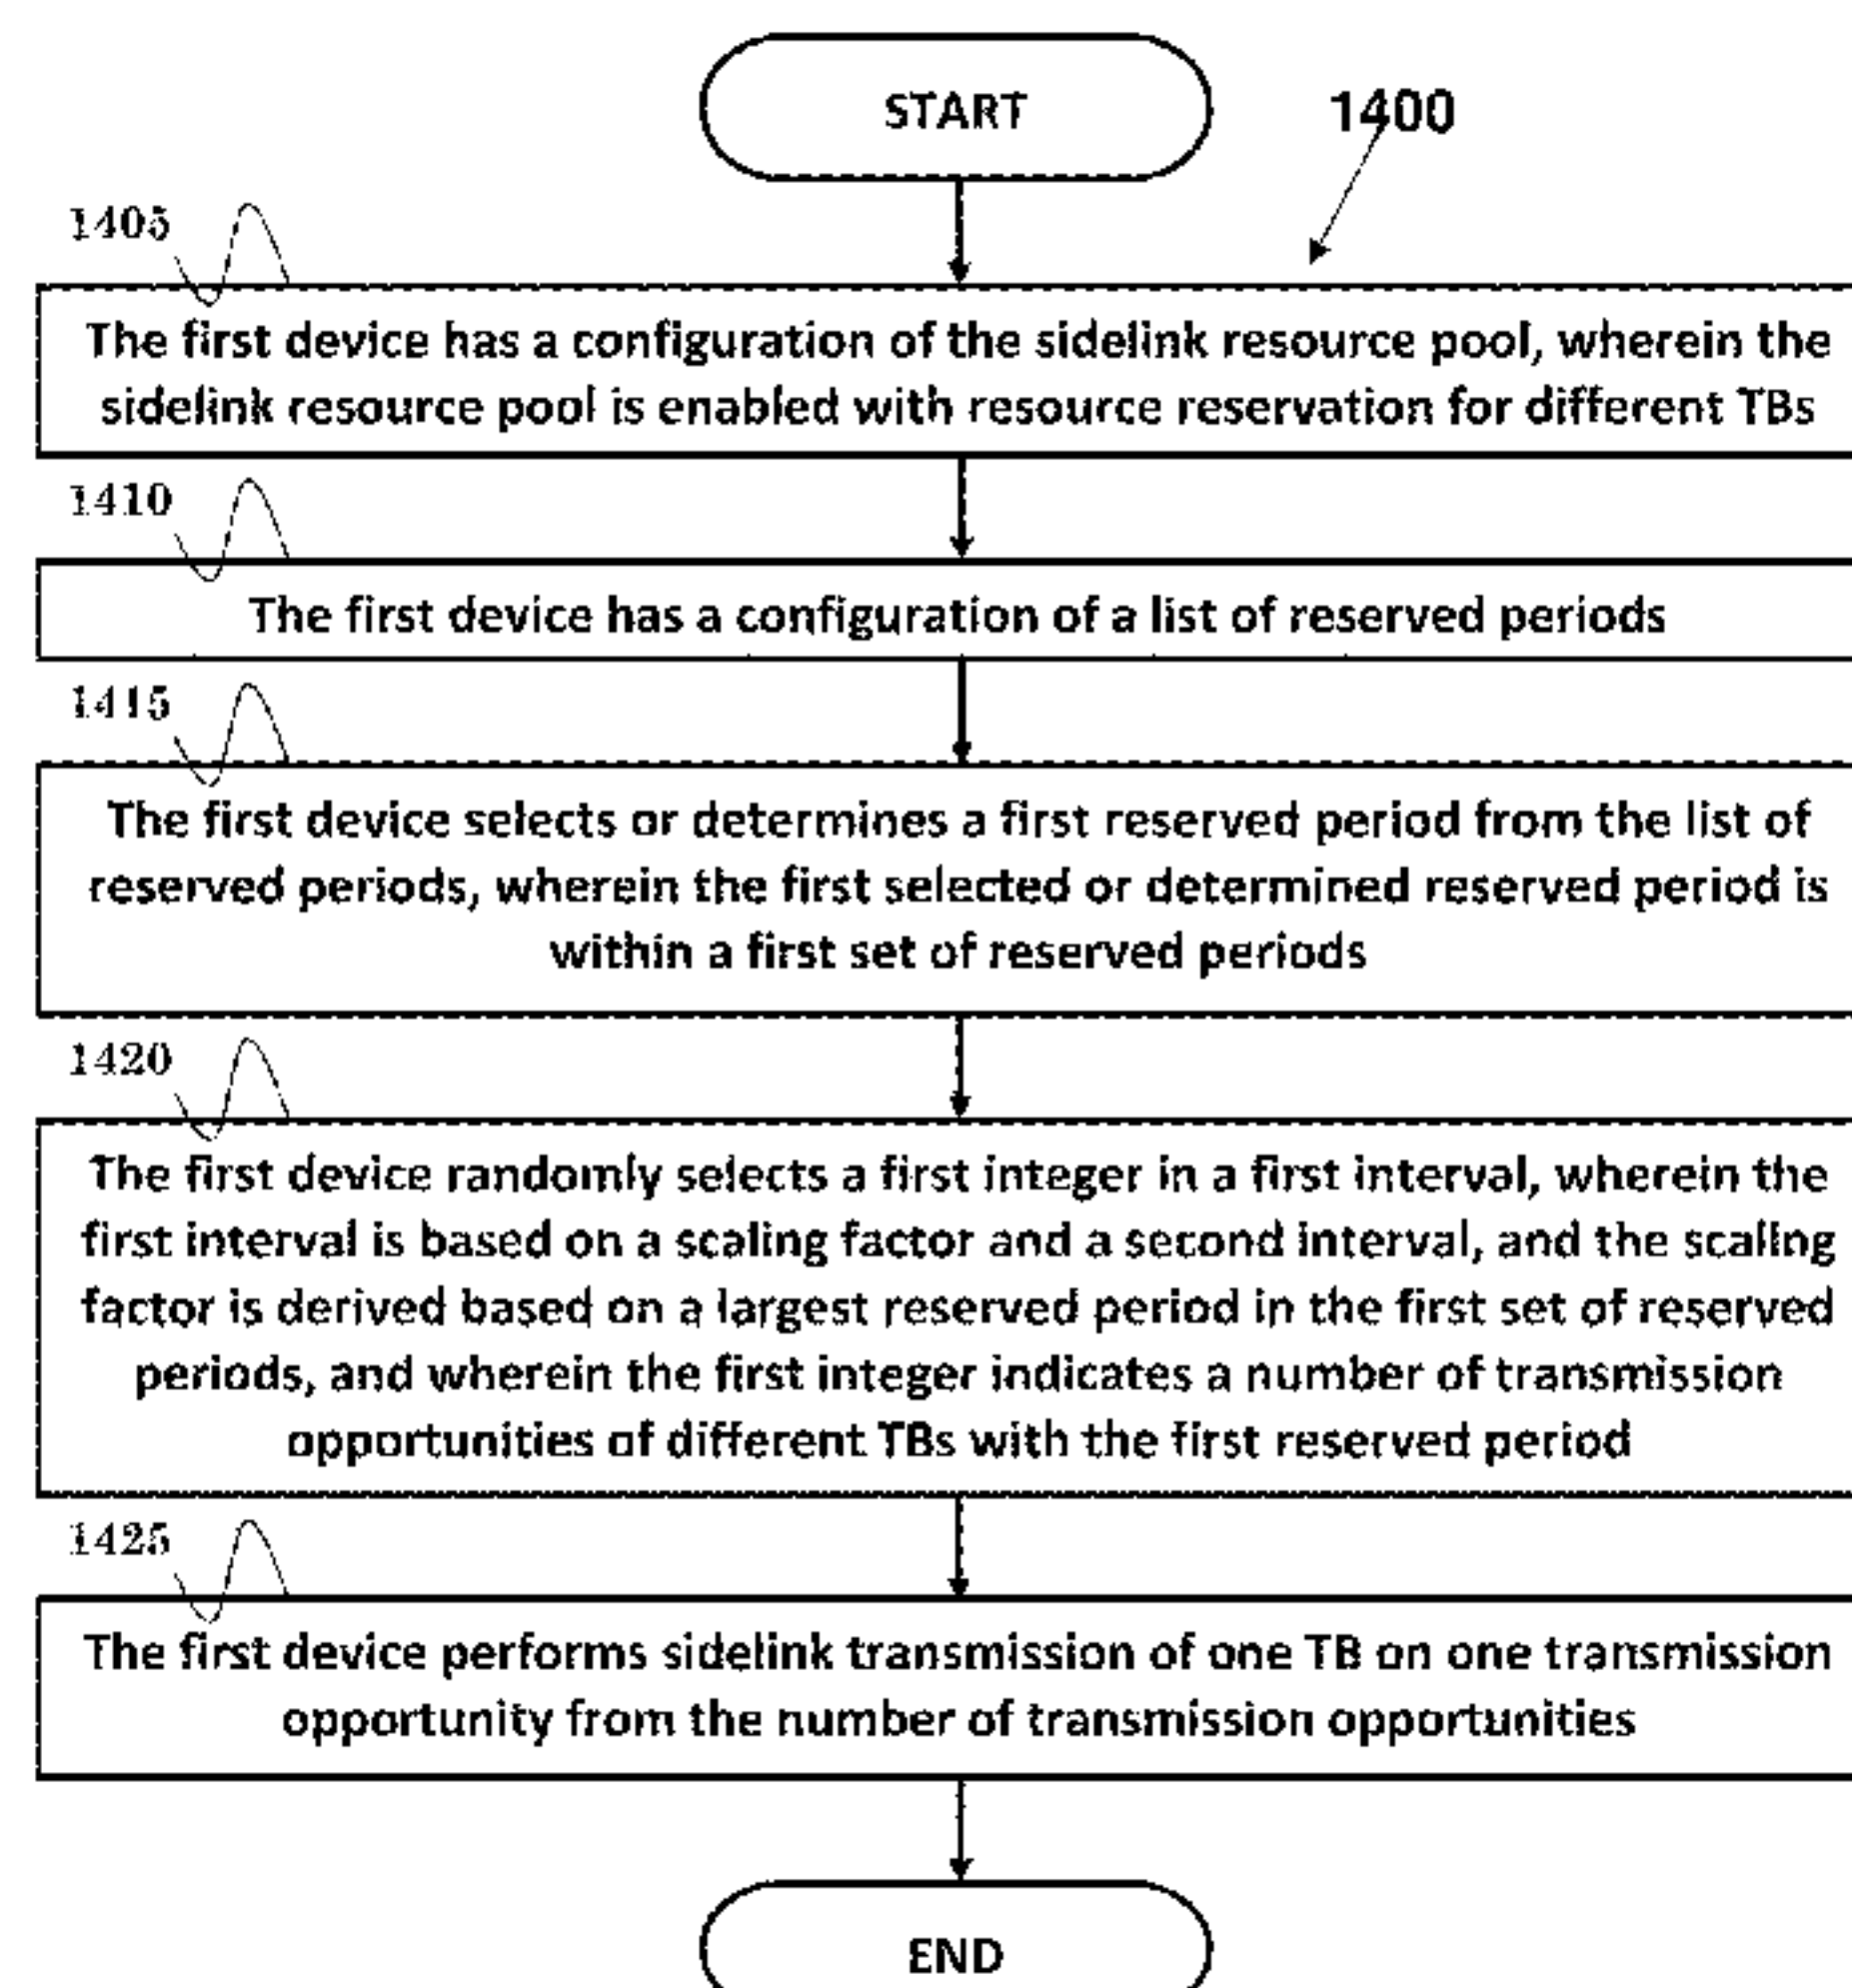 START
1400
1405
The first device has a configuration of the sidelink resource pool, wherein the
sidelink resource pool is enabled with resource reservation for different TBs
1410
The first device has a configuration of a list of reserved periods
1415
The first device selects or determines a first reserved period from the list of
reserved periods, wherein the first selected or determined reserved period is
within a first set of reserved periods
1420
The first device randomly selects a first integer in a first interval, wherein the
first interval is based on a scaling factor and a second interval, and the scaling
factor is derived based on a largest reserved period in the first set of reserved
periods, and wherein the first integer indicates a number of transmission
opportunities of different TBs with the first reserved period
1425
The first device performs sidelink transmission of one TB on one transmission
opportunity from the number of transmission opportunities
END